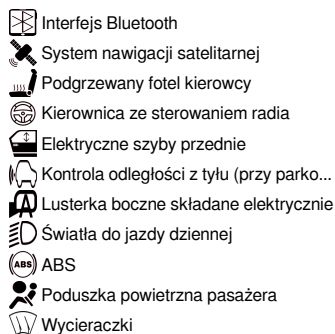 Interfejs Bluetooth
System nawigacji satelitarnej
Podgrzewany fotel kierowcy
Kierownica ze sterowaniem radia
Elektryczne szyby przednie
Kontrola odległości z tyłu (przy parko...
Lusterka boczne składane elektrycznie
Światła do jazdy dziennej
ABS
Poduszka powietrzna pasażera
Wycieraczki